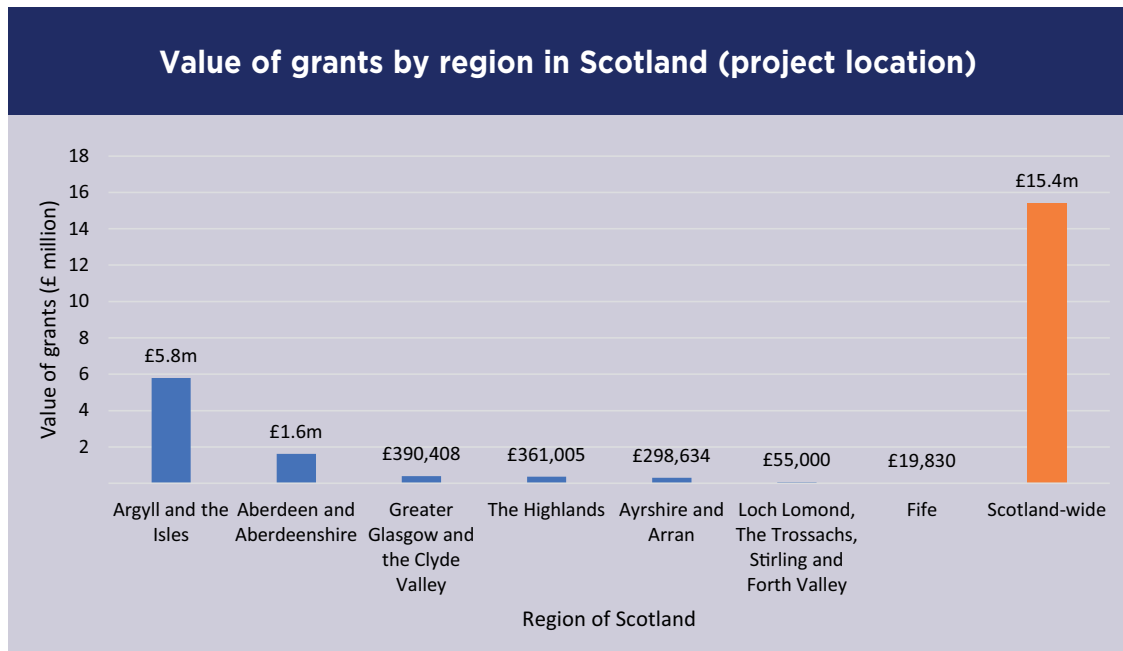 Value of grants by region in Scotland (project location)
Value of grants (£ million)
18
16
14
12
10
8
6
4
2
£5.8m
£1.6m
£390,408
£361,005
£298,634
£55,000
£19,830
£15.4m
Argyll and the
Isles
Aberdeen and
Aberdeenshire
Greater
Glasgow and
the Clyde
Valley
The Highlands
Ayrshire and
Arran
Loch Lomond,
The Trossachs,
Stirling and
Forth Valley
Fife
Scotland-wide
Region of Scotland